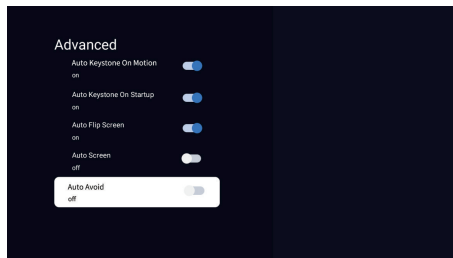 Advanced
Auto Keystone On Motion
on
Auto Keystone On Startup
on
Auto Flip Screen
on
Auto Screen
off
Auto Avoid
off